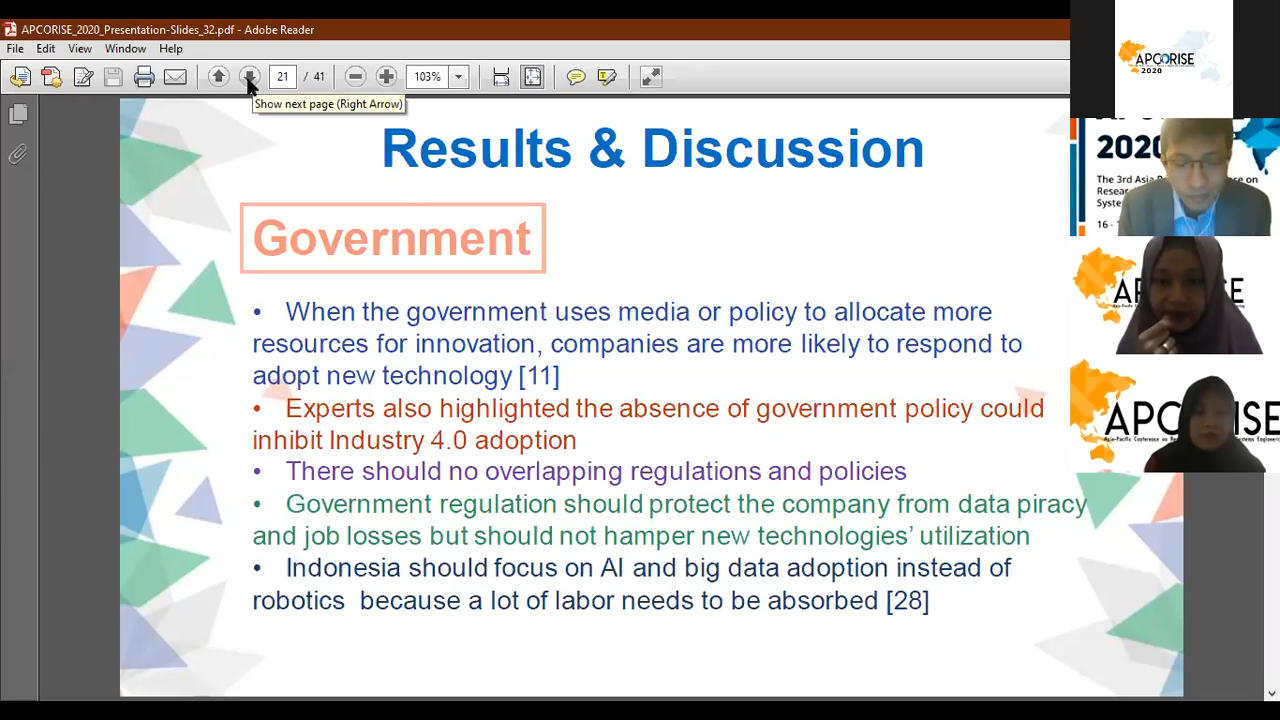 APCORISE_2020_Presentation-Slides_32.pdf - Adobe Reader
File Edit View Window Help
21 / 41 103%
Show next page (Right Arrow)
Results & Discussion
Government
• When the government uses media or policy to allocate more
resources for innovation, companies are more likely to respond to
adopt new technology [11]
• Experts also highlighted the absence of government policy could
inhibit Industry 4.0 adoption
• There should no overlapping regulations and policies
• Government regulation should protect the company from data piracy
and job losses but should not hamper new technologies’ utilization
• Indonesia should focus on AI and big data adoption instead of
robotics because a lot of labor needs to be absorbed [28]
APCORISE
2020
2020
The 3rd Asia
on
Resear
Syste
16 -
APCO